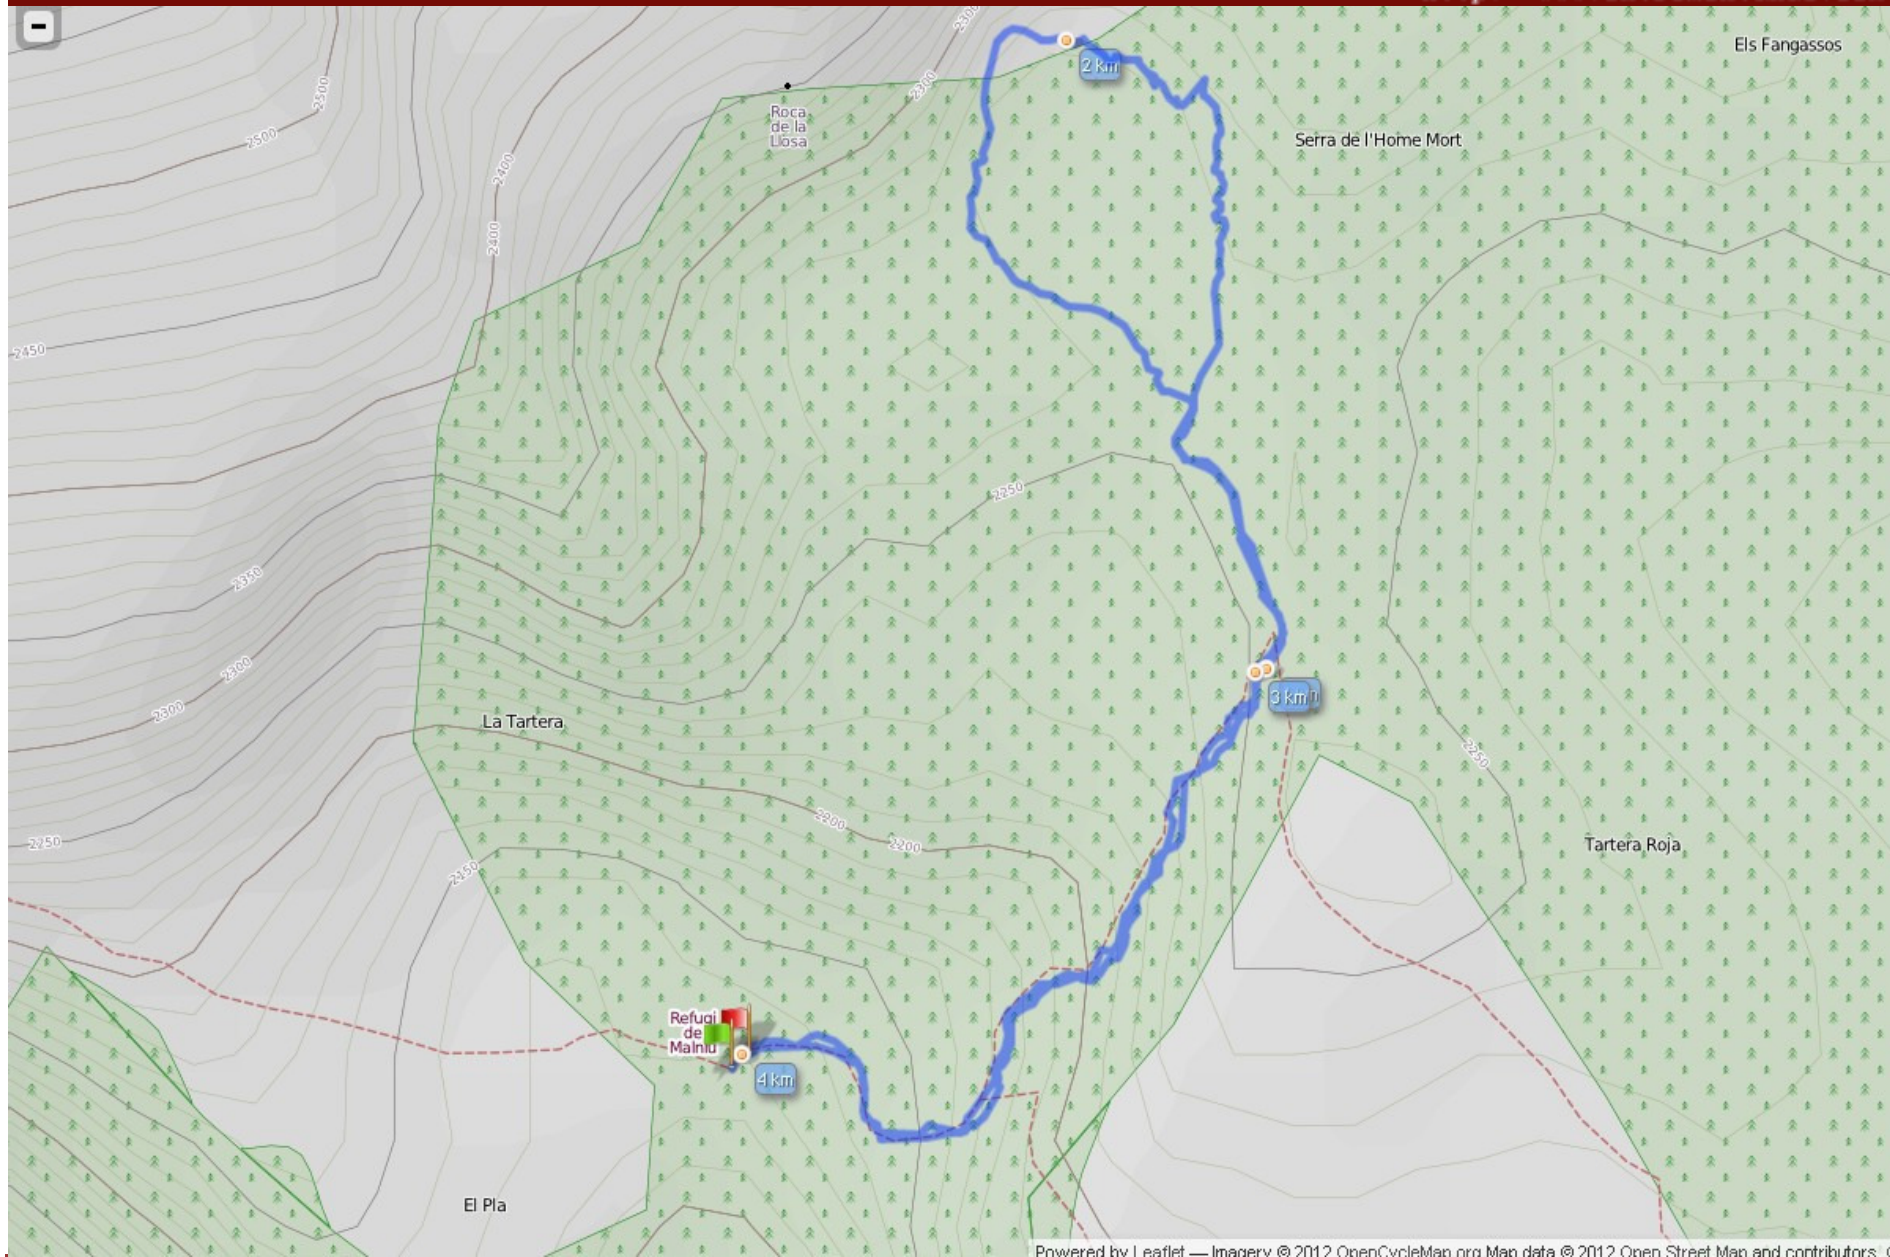 2300
Els Fangassos
2 km
2500
2300
Roca
de la
Llosa
2500
Serra de l'Home Mort
2400
2400
2450
2250
2350
2300
3 km
2300
La Tartera
2250
2200
2200
2250
Tartera Roja
2150
Refugi
de
Malniu
4 km
El Pla
Powered by Leaflet — Imagery © 2012 OpenCycleMap.org Map data © 2012 Open Street Map and contributors